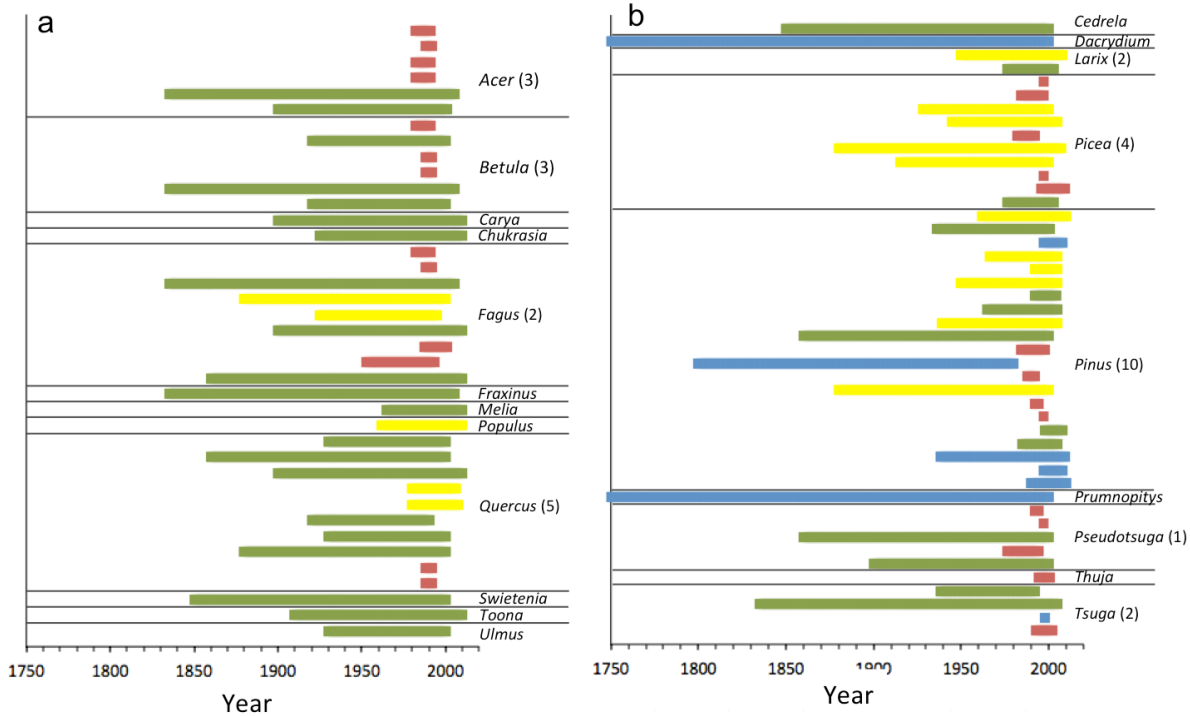 a
Acer (3)
Betula (3)
Carya
Chukrasia
Fagus (2)
Fraxinus
Melia
Populus
Quercus (5)
Swietenia
Toona
Ulmus
1750 1800 1850 1900 1950 2000
Year
b
Cedrela
Dacrydium
Larix (2)
Picea (4)
Pinus (10)
Prumnopitys
Pseudotsuga (1)
Thuja
Tsuga (2)
1750 1800 1850 1900 1950 2000
Year